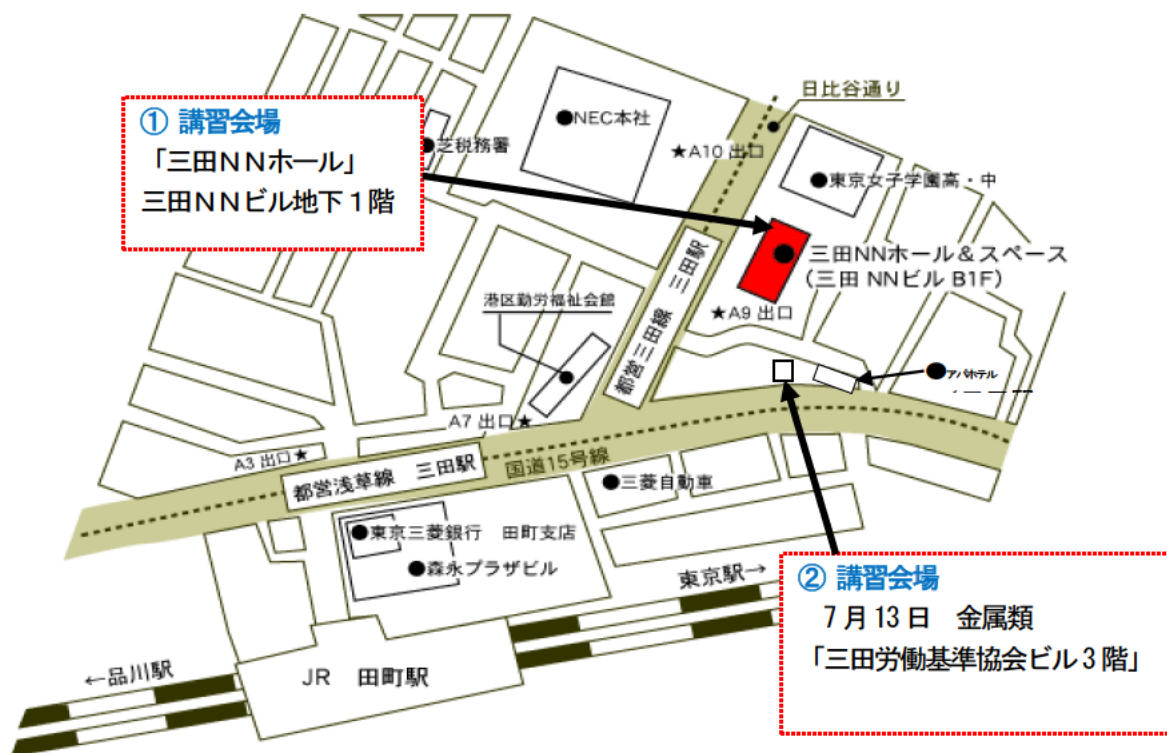 日比谷通り
① 講習会場
「三田ＮＮホール」
三田ＮＮビル地下１階
芝税務署
NEC本社
★A10 出口
東京女子学園高・中
三田NNホール＆スペース
（三田 NNビル B1F）
都営三田線　三田駅
★A9 出口
港区勤労福祉会館
アパホテル
A7 出口★
A3 出口★
都営浅草線　三田駅
国道15号線
三菱自動車
東京三菱銀行　田町支店
森永プラザビル
東京駅→
② 講習会場
7 月 13 日　金属類
「三田労働基準協会ビル 3 階」
←品川駅
JR　田町駅